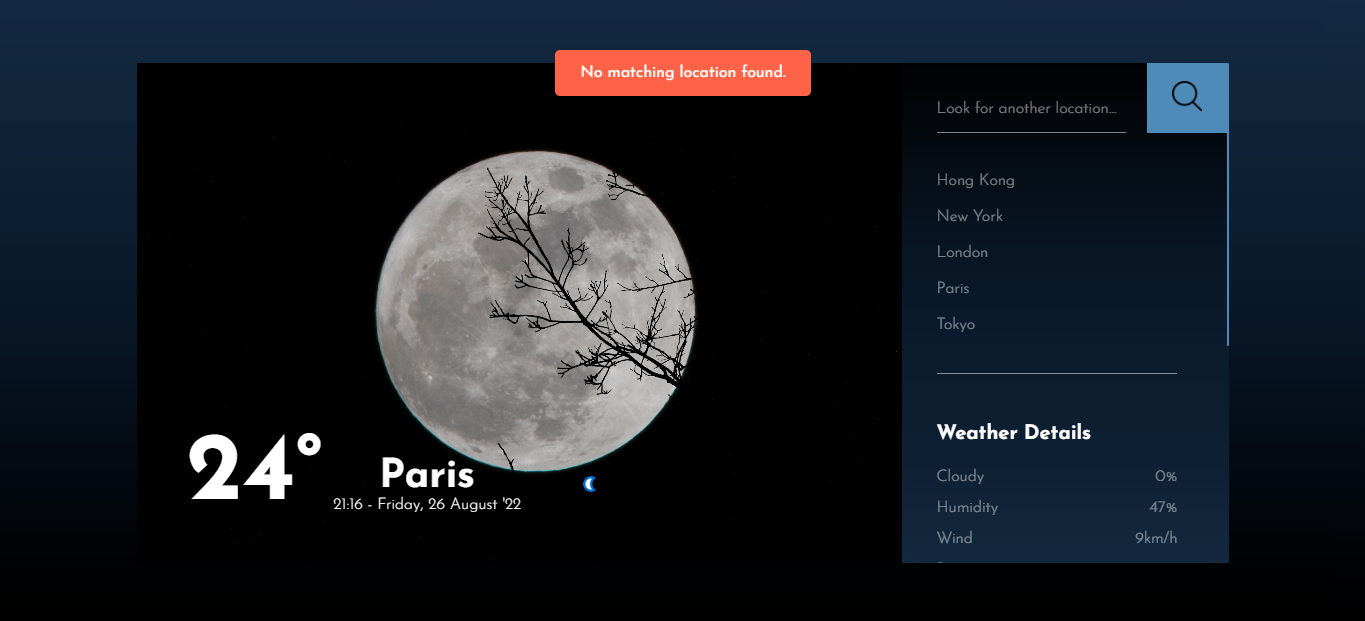 No matching location found.
24°
Paris
21:16 - Friday, 26 August '22
Look for another location...
Hong Kong
New York
London
Paris
Tokyo
Weather Details
Cloudy 0%
Humidity 47%
Wind 9km/h